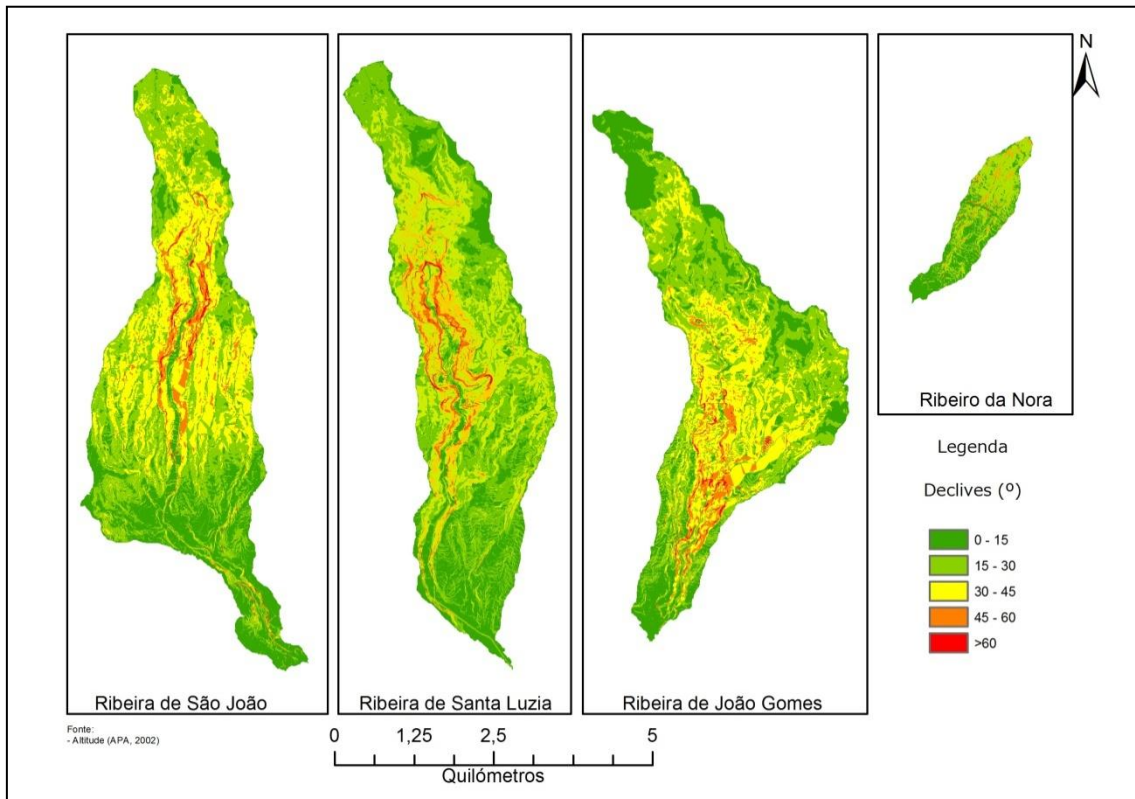 N
Ribeiro da Nora
Legenda
Declives (º)
0 - 15
15 - 30
30 - 45
45 - 60
>60
Ribeira de São João
Ribeira de Santa Luzia
Ribeira de João Gomes
Fonte:
- Altitude (APA, 2002)
0 1,25 2,5 5
Quilómetros